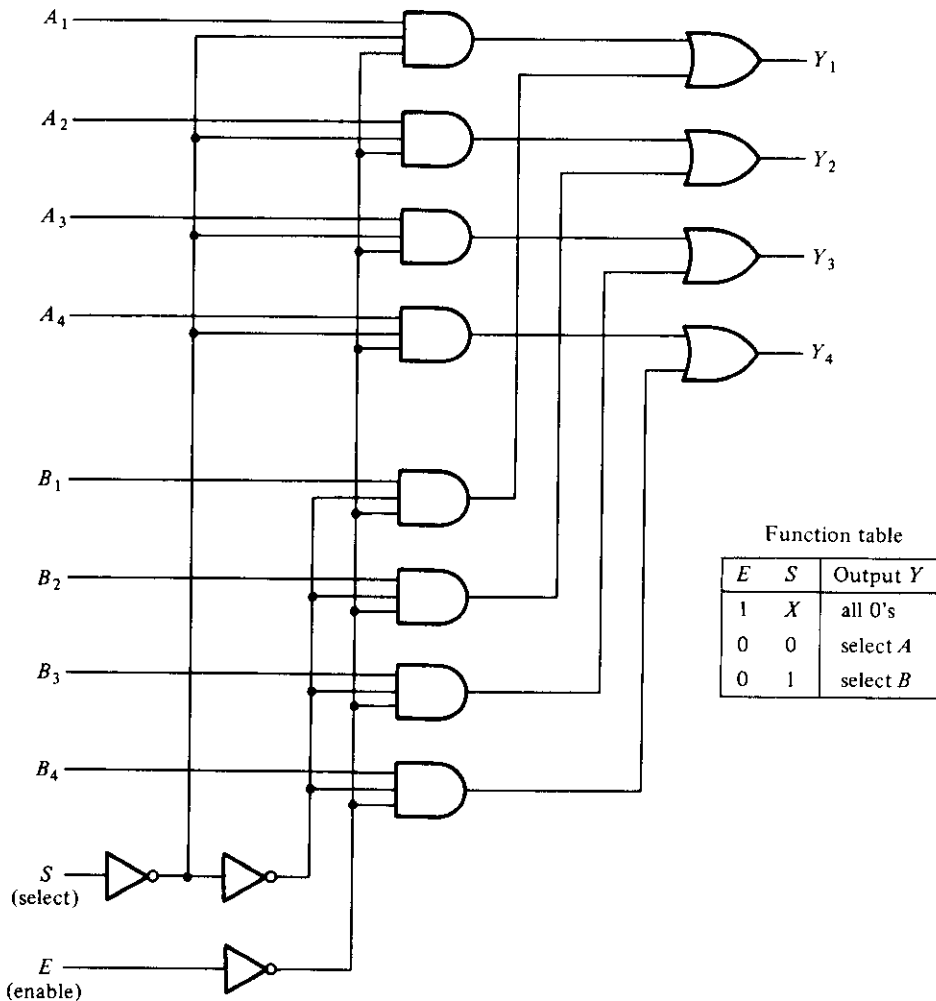 A₁
Y₁
A₂
Y₂
A₃
Y₃
A₄
Y₄
B₁
Function table
E S Output Y
1 X all 0's
0 0 select A
0 1 select B
B₂
B₃
B₄
S
(select)
E
(enable)